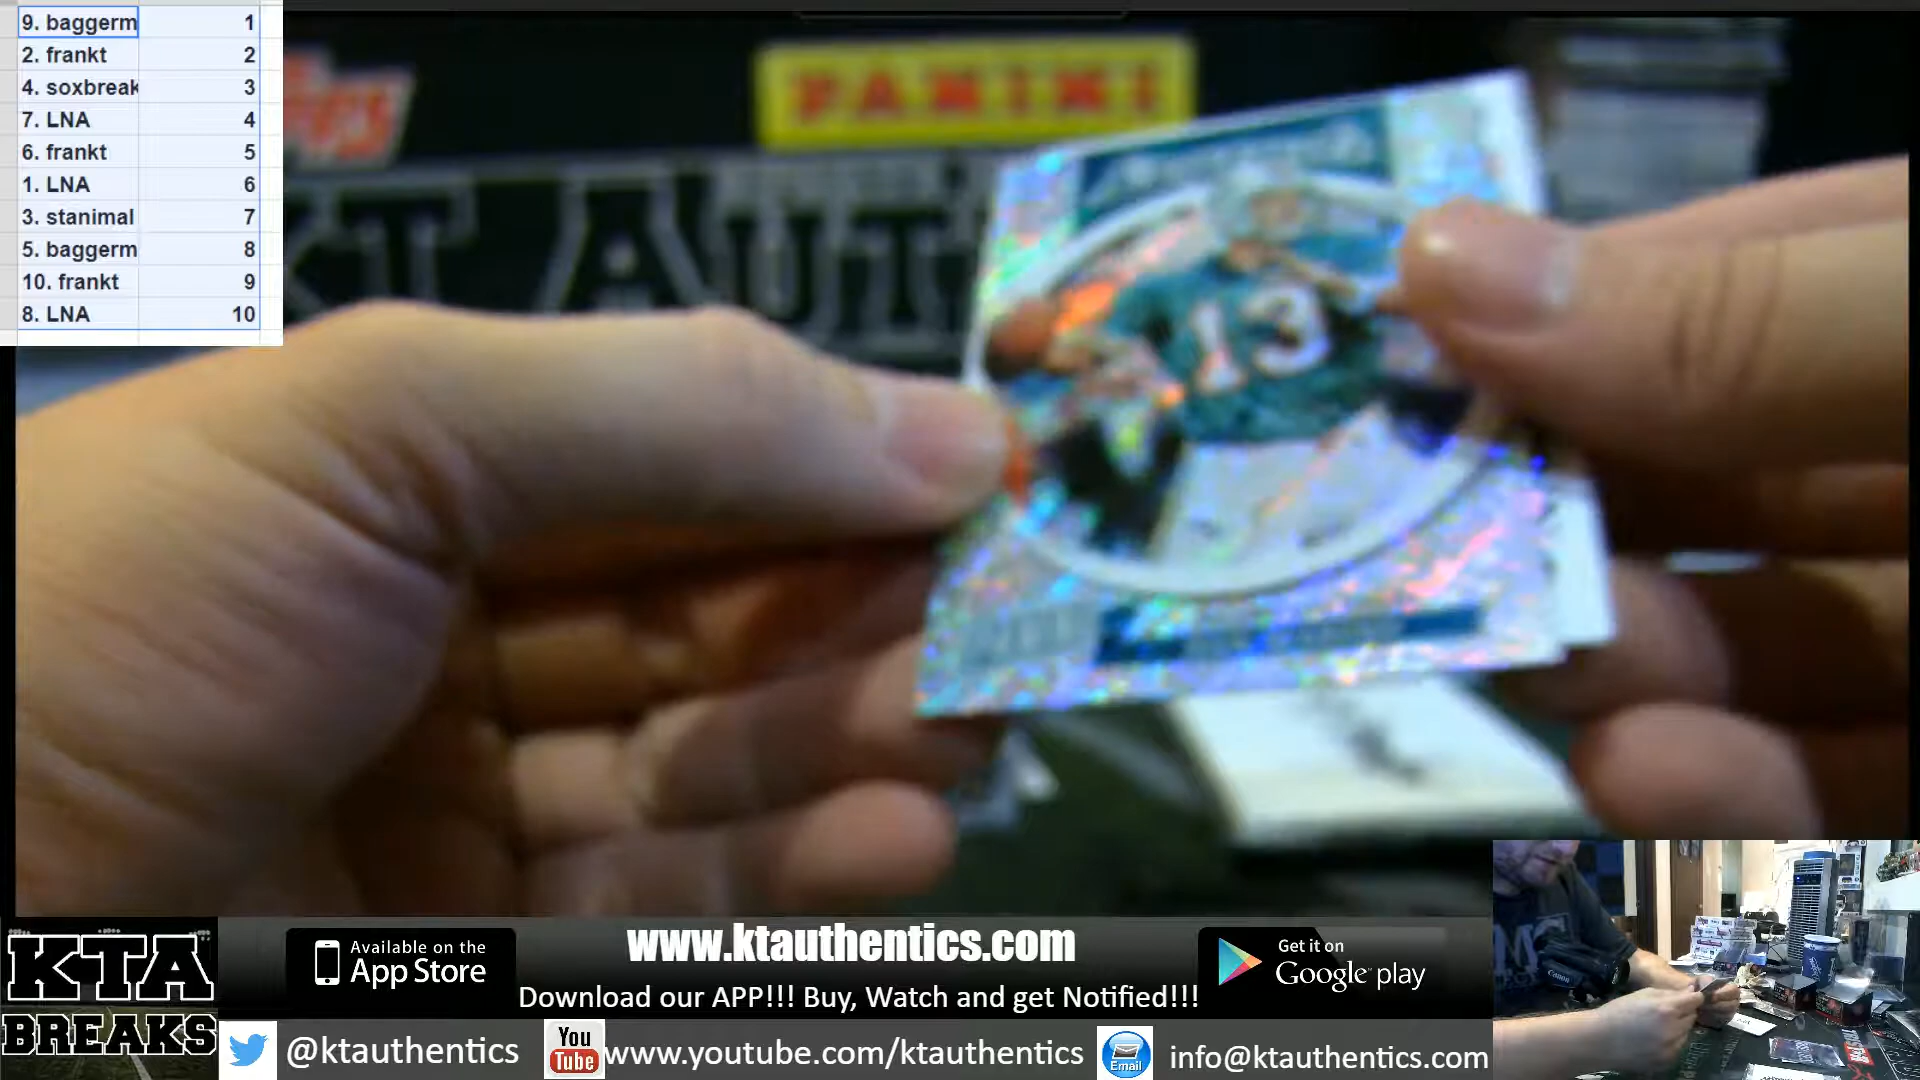 9. baggerm 1
2. frankt 2
4. soxbreak 3
7. LNA 4
6. frankt 5
1. LNA 6
3. stanimal 7
5. baggerm 8
10. frankt 9
8. LNA 10
PANINI
KT AUT
13
KTA
BREAKS
Available on the
App Store
www.ktauthentics.com
Download our APP!!! Buy, Watch and get Notified!!!
Get it on
Google play
@ktauthentics
You
Tube
www.youtube.com/ktauthentics
Email
info@ktauthentics.com
Canon